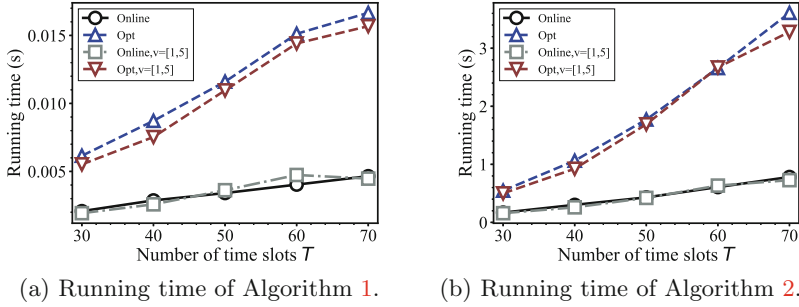 Running time (s)
0.015
0.010
0.005
Online
Opt
Online,v=[1,5]
Opt,v=[1,5]
30 40 50 60 70
Number of time slots T
(a) Running time of Algorithm 1.
Running time (s)
3
2
1
0
Online
Opt
Online,v=[1,5]
Opt,v=[1,5]
30 40 50 60 70
Number of time slots T
(b) Running time of Algorithm 2.